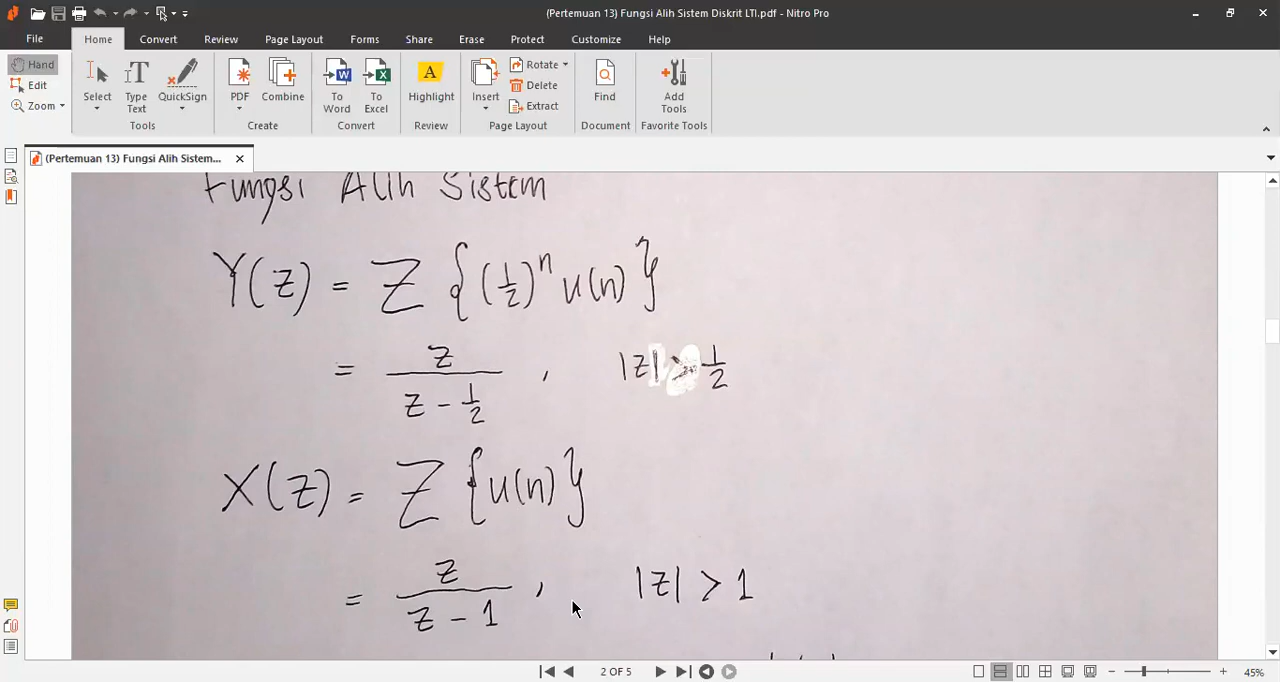 (Pertemuan 13) Fungsi Alih Sistem Diskrit LTI.pdf - Nitro Pro
File Home Convert Review Page Layout Forms Share Erase Protect Customize Help
Hand
Edit
Zoom
Select
Type Text
QuickSign
Tools
PDF
Combine
Create
To Word
To Excel
Convert
Highlight
Review
Insert
Rotate
Delete
Extract
Page Layout
Find
Document
Add Tools
Favorite Tools
(Pertemuan 13) Fungsi Alih Sistem...
Fungsi Alih Sistem
Y(z) = Z {(1/2)^n u(n)}
= z / (z - 1/2) , |z| > 1/2
X(z) = Z {u(n)}
= z / (z - 1) , |z| > 1
2 OF 5
45%